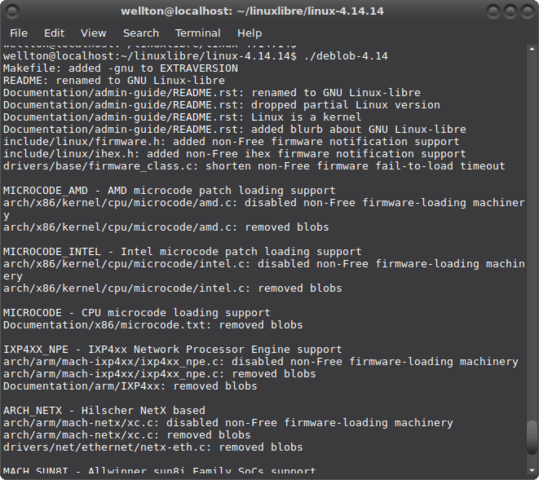 wellton@localhost: ~/linuxlibre/linux-4.14.14
File Edit View Search Terminal Help
wellton@localhost:~/linuxlibre/linux-4.14.14$
wellton@localhost:~/linuxlibre/linux-4.14.14$ ./deblob-4.14
Makefile: added -gnu to EXTRAVERSION
README: renamed to GNU Linux-libre
Documentation/admin-guide/README.rst: renamed to GNU Linux-libre
Documentation/admin-guide/README.rst: dropped partial Linux version
Documentation/admin-guide/README.rst: Linux is a kernel
Documentation/admin-guide/README.rst: added blurb about GNU Linux-libre
include/linux/firmware.h: added non-Free firmware notification support
include/linux/ihex.h: added non-Free ihex firmware notification support
drivers/base/firmware_class.c: shorten non-Free firmware fail-to-load timeout
MICROCODE_AMD - AMD microcode patch loading support
arch/x86/kernel/cpu/microcode/amd.c: disabled non-Free firmware-loading machiner
y
arch/x86/kernel/cpu/microcode/amd.c: removed blobs
MICROCODE_INTEL - Intel microcode patch loading support
arch/x86/kernel/cpu/microcode/intel.c: disabled non-Free firmware-loading machin
ery
arch/x86/kernel/cpu/microcode/intel.c: removed blobs
MICROCODE - CPU microcode loading support
Documentation/x86/microcode.txt: removed blobs
IXP4XX_NPE - IXP4xx Network Processor Engine support
arch/arm/mach-ixp4xx/ixp4xx_npe.c: disabled non-Free firmware-loading machinery
arch/arm/mach-ixp4xx/ixp4xx_npe.c: removed blobs
Documentation/arm/IXP4xx: removed blobs
ARCH_NETX - Hilscher NetX based
arch/arm/mach-netx/xc.c: disabled non-Free firmware-loading machinery
arch/arm/mach-netx/xc.c: removed blobs
drivers/net/ethernet/netx-eth.c: removed blobs
MACH_SUN8I - Allwinner sun8i Family SoCs support